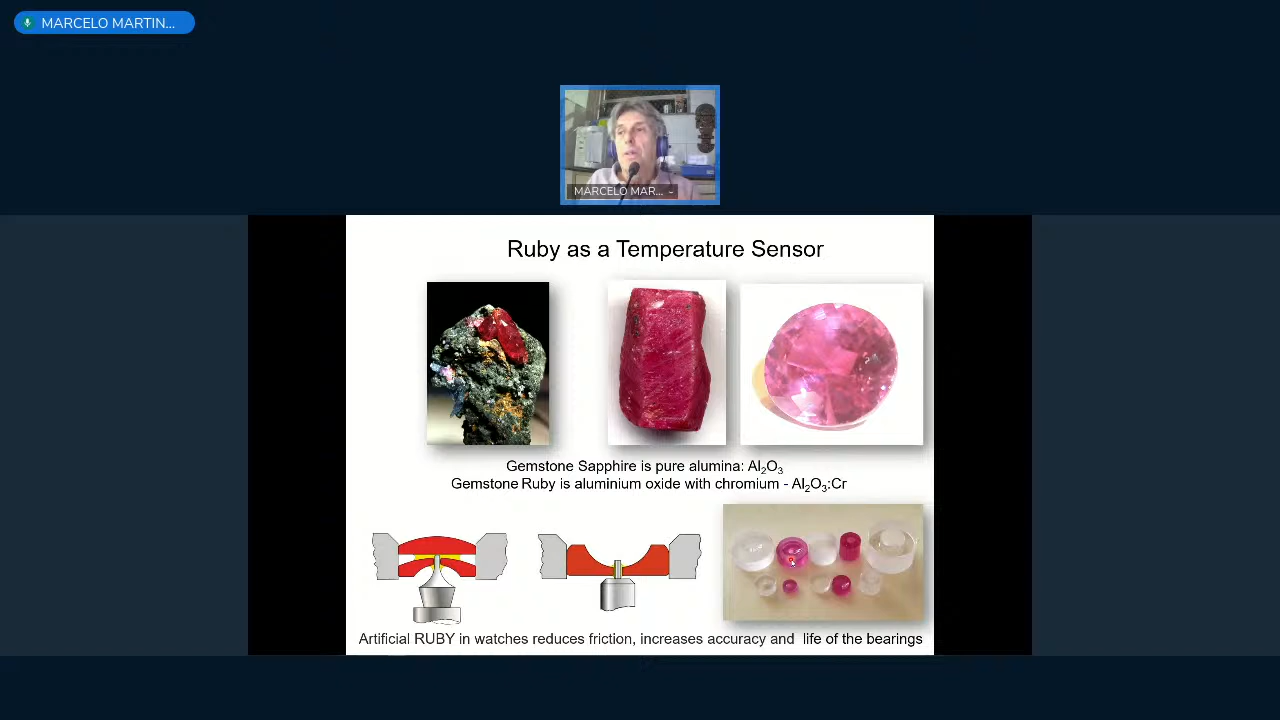 MARCELO MARTIN...
MARCELO MAR...
Ruby as a Temperature Sensor
Gemstone Sapphire is pure alumina: Al₂O₃
Gemstone Ruby is aluminium oxide with chromium - Al₂O₃:Cr
Artificial RUBY in watches reduces friction, increases accuracy and life of the bearings